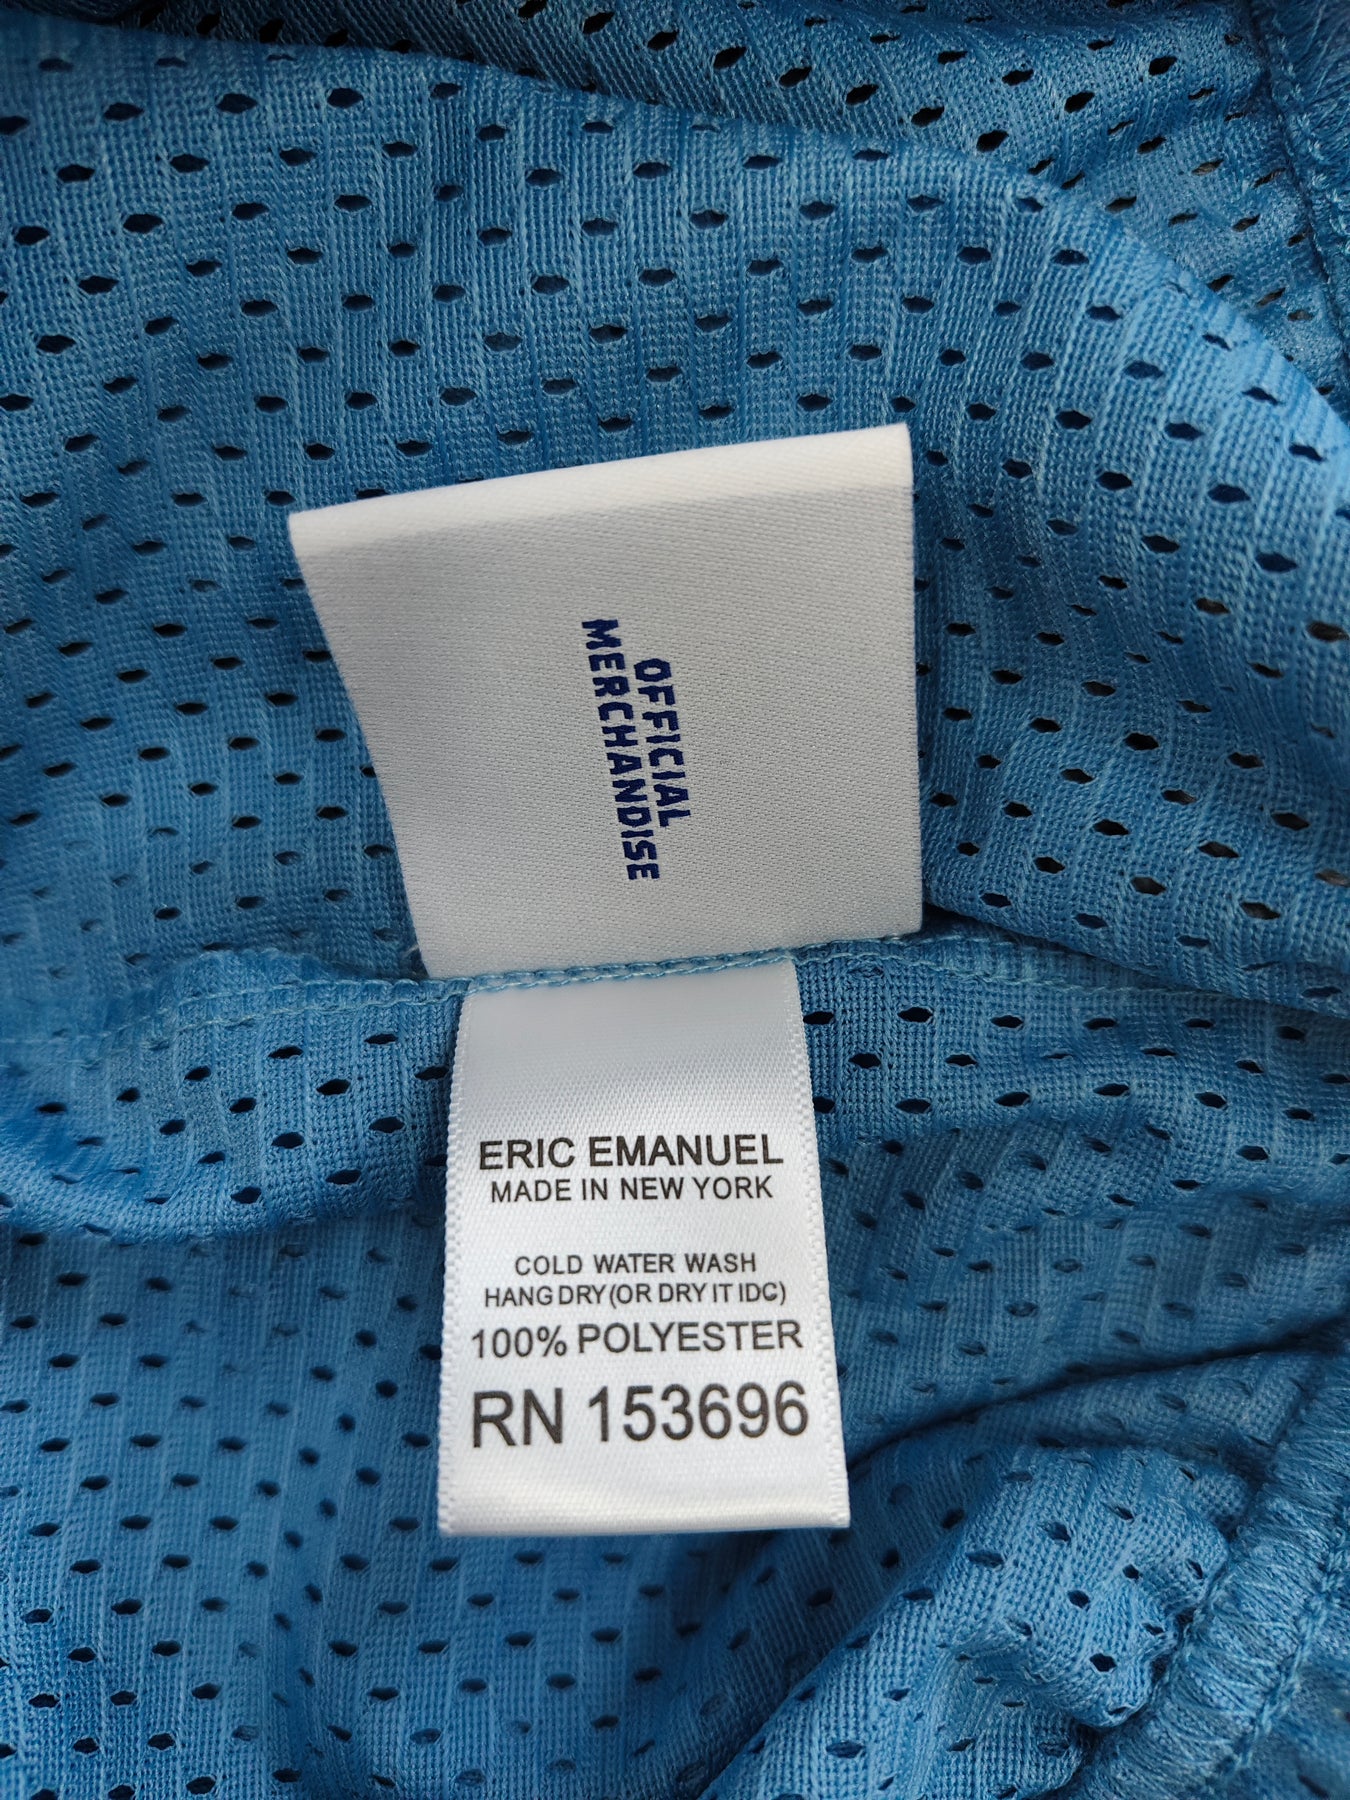 OFFICIAL
MERCHANDISE
ERIC EMANUEL
MADE IN NEW YORK
COLD WATER WASH
HANG DRY (OR DRY IT IDC)
100% POLYESTER
RN 153696